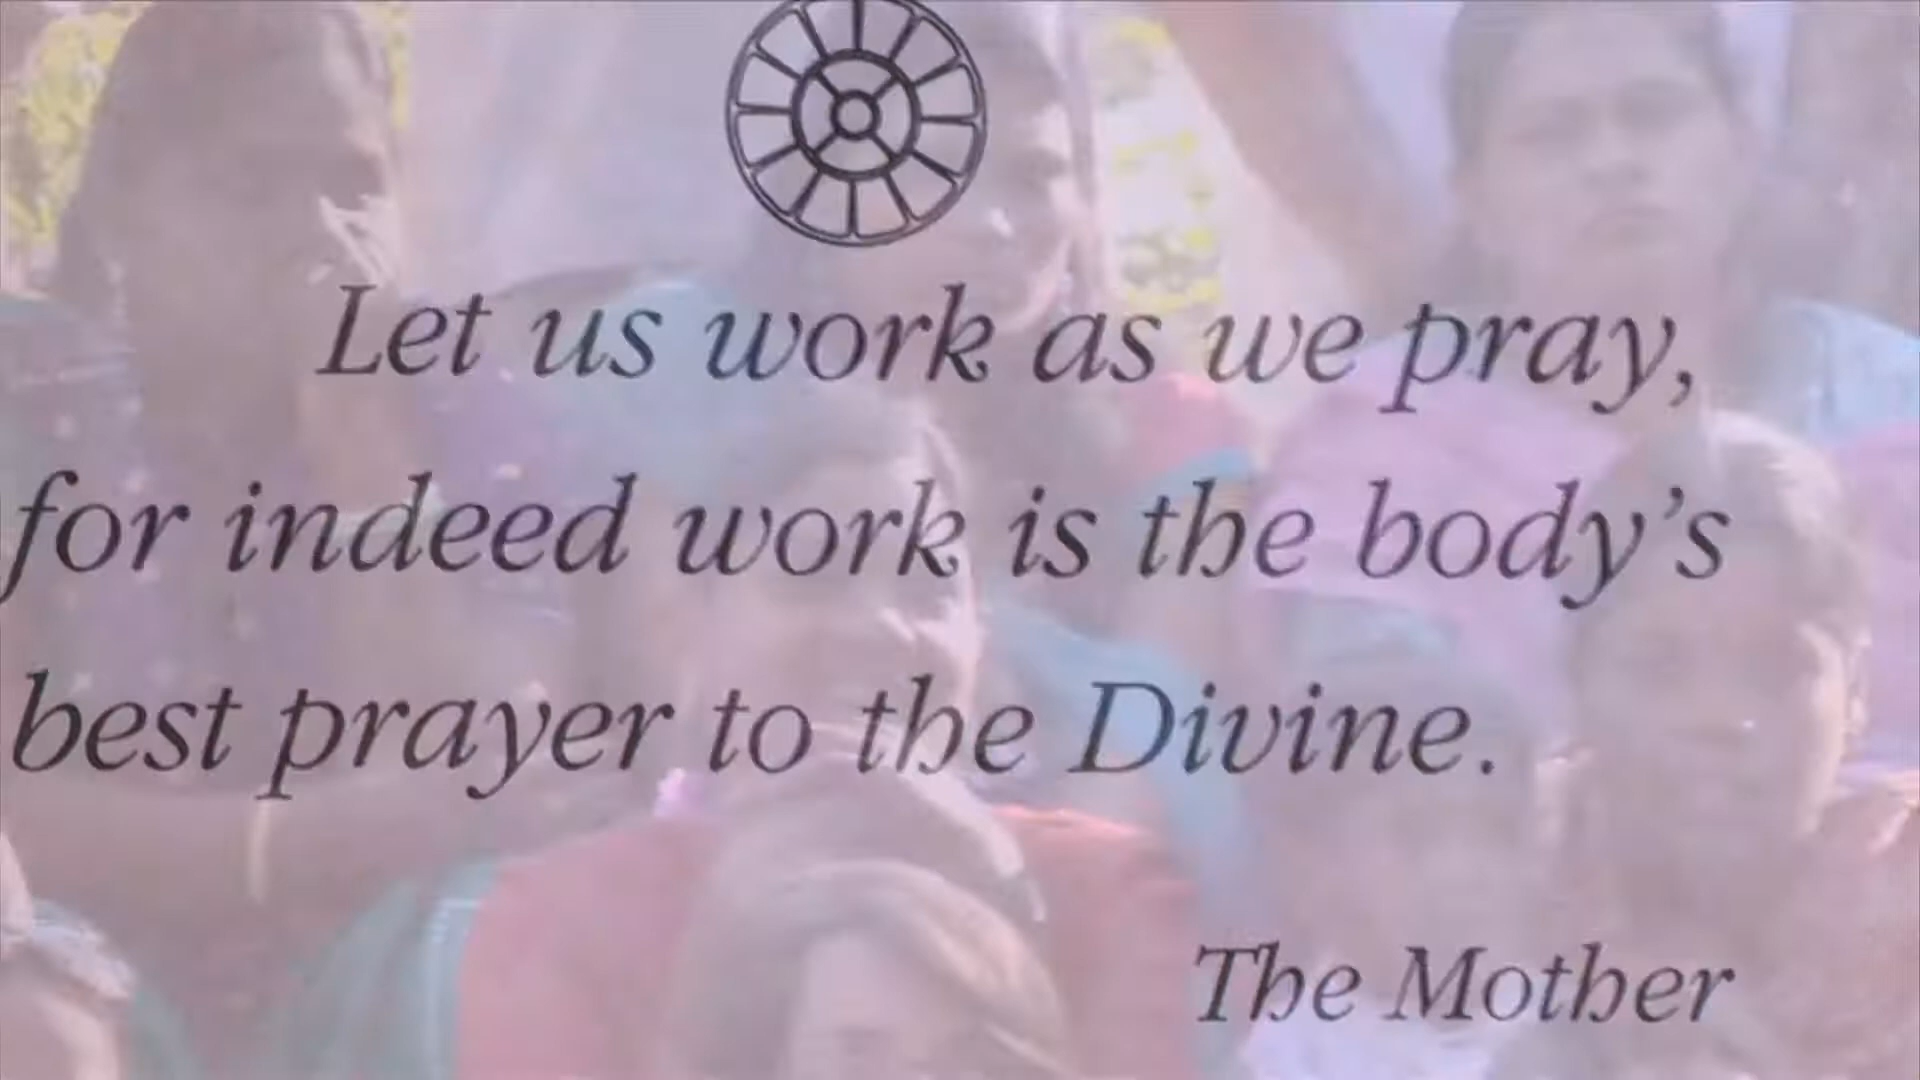 Let us work as we pray,
for indeed work is the body's
best prayer to the Divine.
The Mother